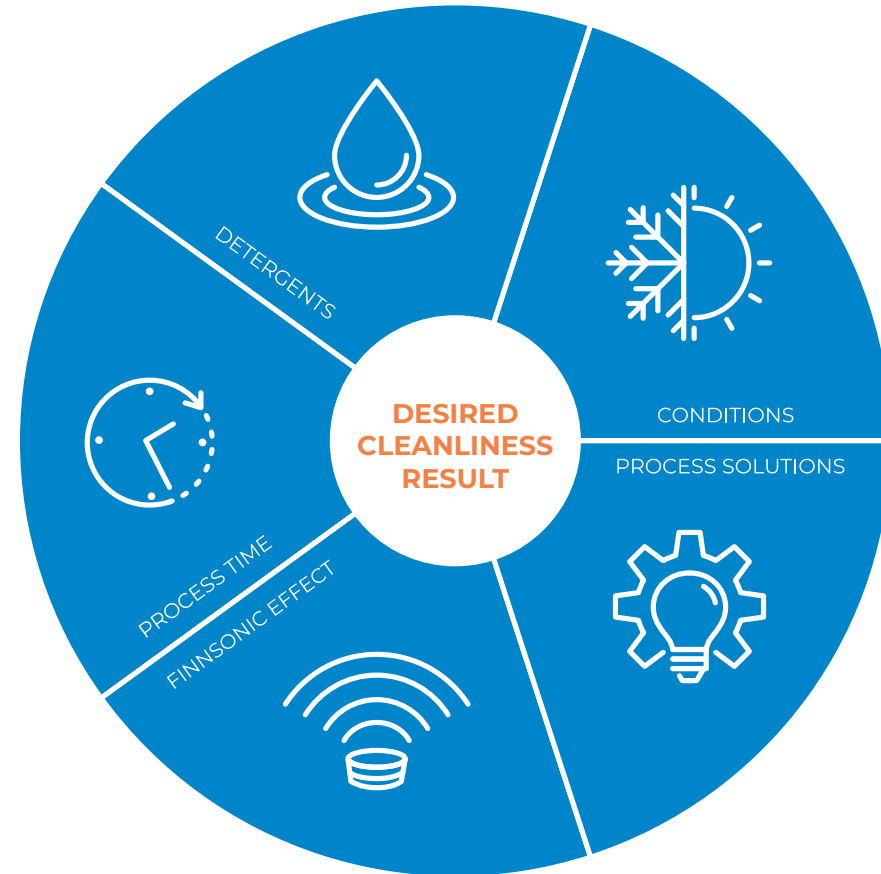 DETERGENTS
CONDITIONS
DESIRED
CLEANLINESS
RESULT
PROCESS SOLUTIONS
PROCESS TIME
FINNSONIC EFFECT